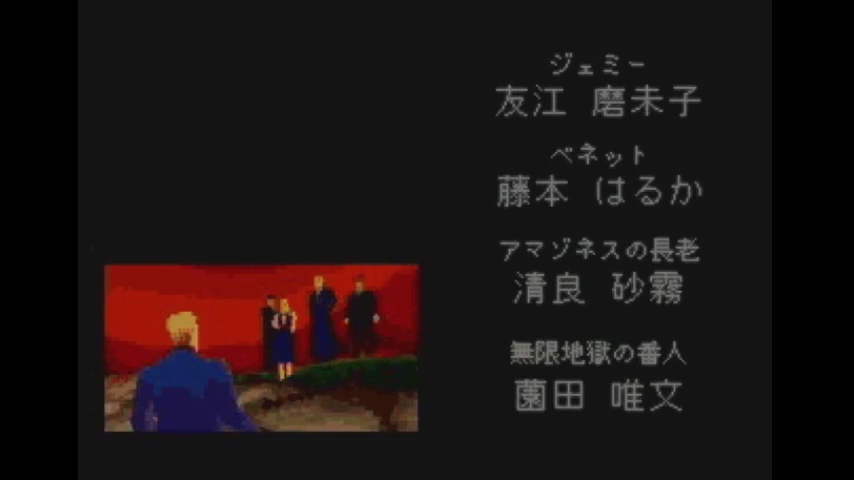 ジェミー
友江 磨未子
ベネット
藤本 はるか
アマゾネスの長老
清良 砂霧
無限地獄の番人
薗田 唯文